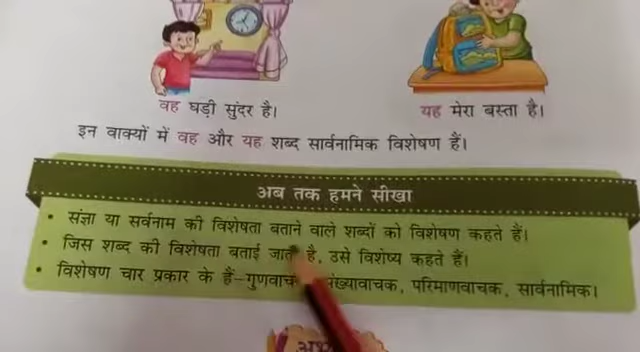 वह घड़ी सुंदर है।
यह मेरा बस्ता है।
इन वाक्यों में वह और यह शब्द सार्वनामिक विशेषण हैं।
अब तक हमने सीखा
• संज्ञा या सर्वनाम की विशेषता बताने वाले शब्दों को विशेषण कहते हैं।
• जिस शब्द की विशेषता बताई जाती है, उसे विशेष्य कहते हैं।
• विशेषण चार प्रकार के हैं–गुणवाचक, संख्यावाचक, परिमाणवाचक, सार्वनामिक।